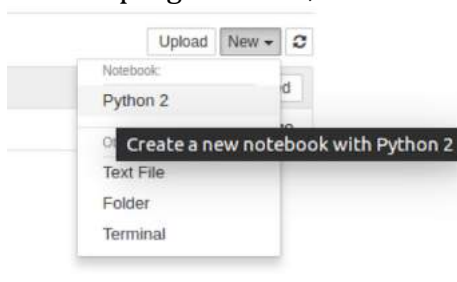 Upload New
Notebook:
Python 2
Create a new notebook with Python 2
Text File
Folder
Terminal